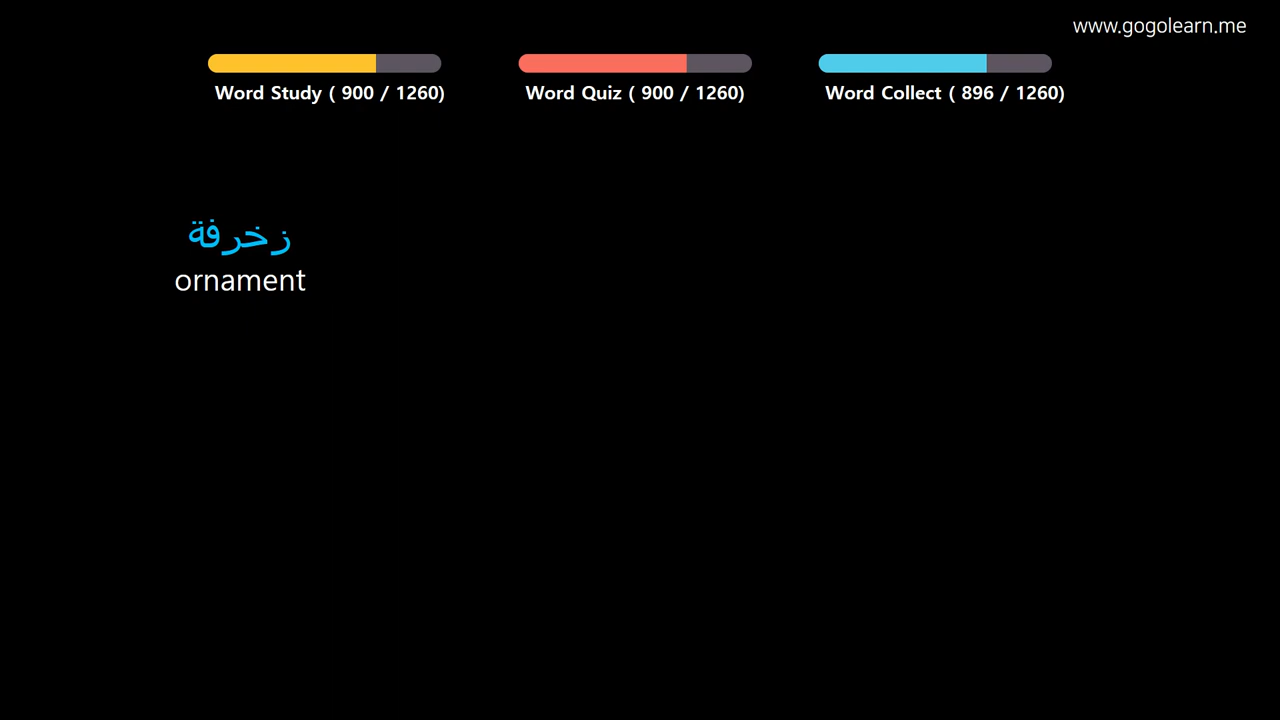 www.gogolearn.me
Word Study ( 900 / 1260)
Word Quiz ( 900 / 1260)
Word Collect ( 896 / 1260)
زخرفة
ornament